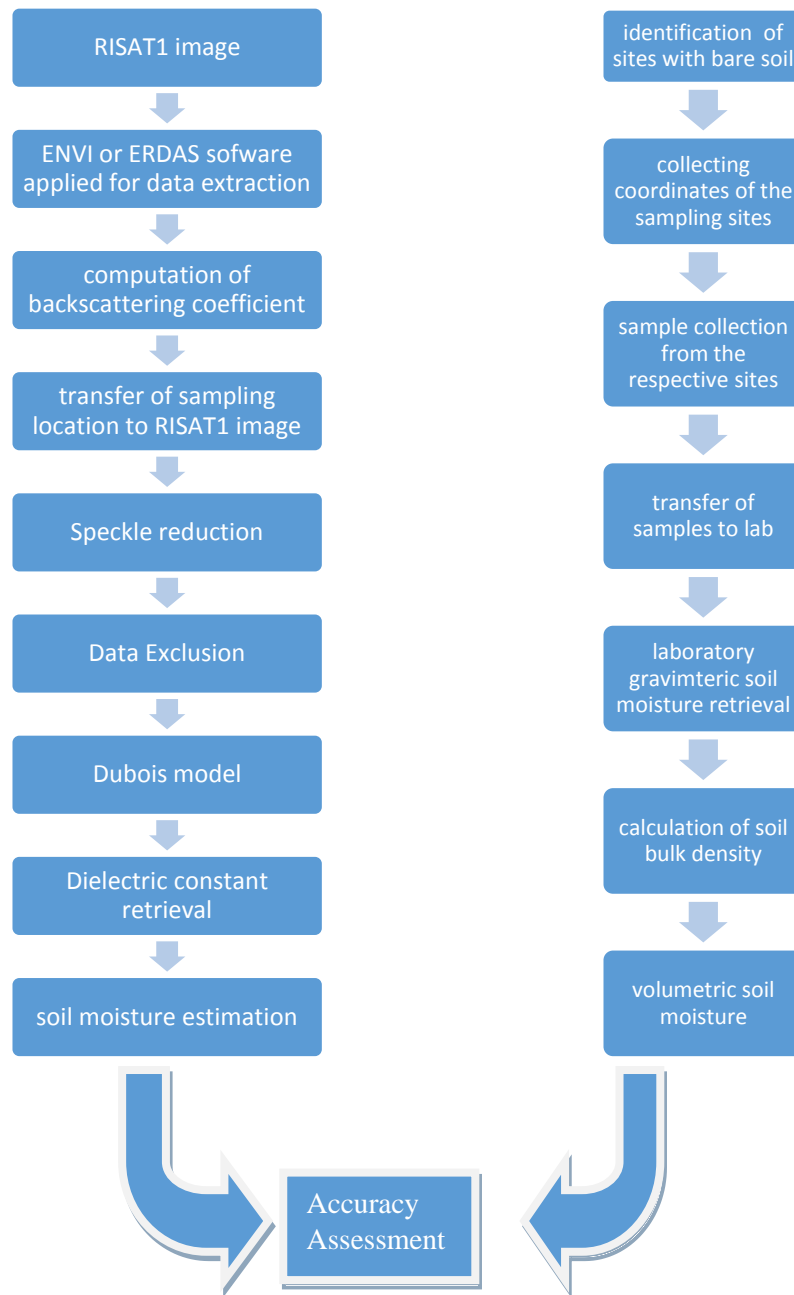 RISAT1 image
ENVI or ERDAS sofware
applied for data extraction
computation of
backscattering coefficient
transfer of sampling
location to RISAT1 image
Speckle reduction
Data Exclusion
Dubois model
Dielectric constant
retrieval
soil moisture estimation
identification of
sites with bare soil
collecting
coordinates of the
sampling sites
sample collection
from the
respective sites
transfer of
samples to lab
laboratory
gravimteric soil
moisture retrieval
calculation of soil
bulk density
volumetric soil
moisture
Accuracy
Assessment